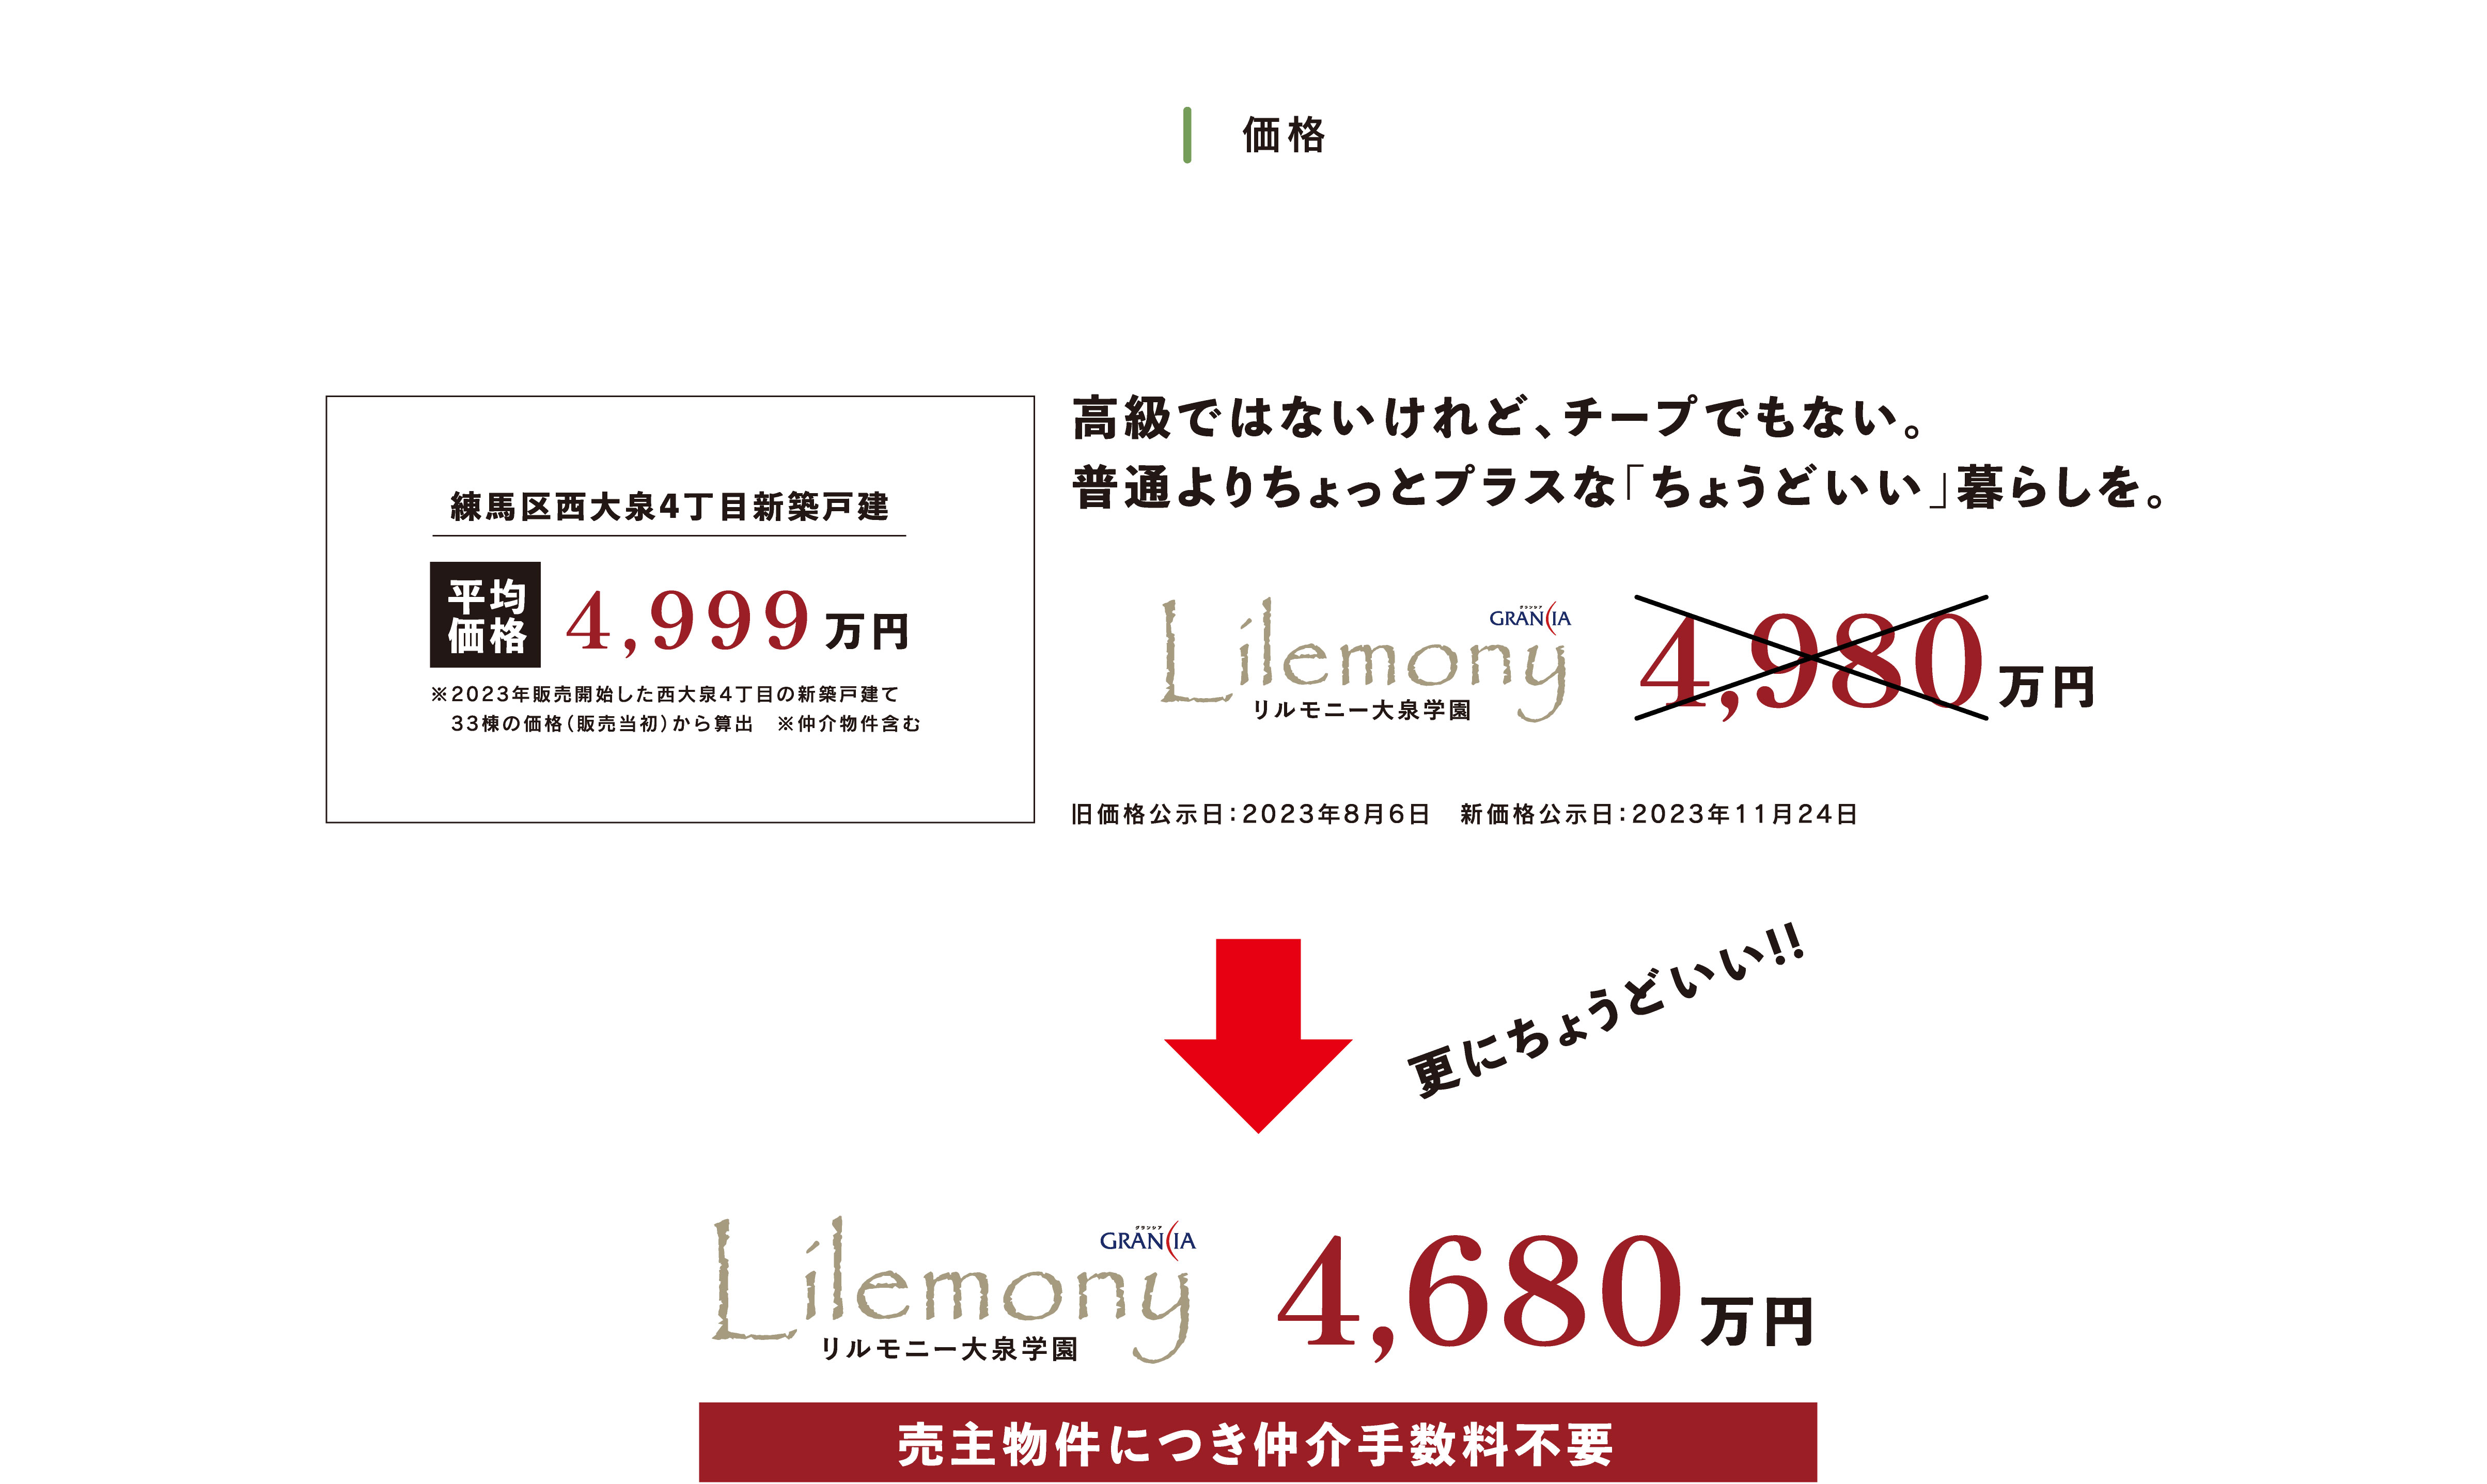 価格
練馬区西大泉4丁目新築戸建
平均
価格
4,999万円
※2023年販売開始した西大泉4丁目の新築戸建て
33棟の価格(販売当初)から算出　※仲介物件含む
高級ではないけれど、チープでもない。
普通よりちょっとプラスな「ちょうどいい」暮らしを。
グランシア
GRANCIA
Lilemony
リルモニー大泉学園
4,980万円
旧価格公示日:2023年8月6日　新価格公示日:2023年11月24日
更にちょうどいい!!
グランシア
GRANCIA
Lilemony
リルモニー大泉学園
4,680万円
売主物件につき仲介手数料不要